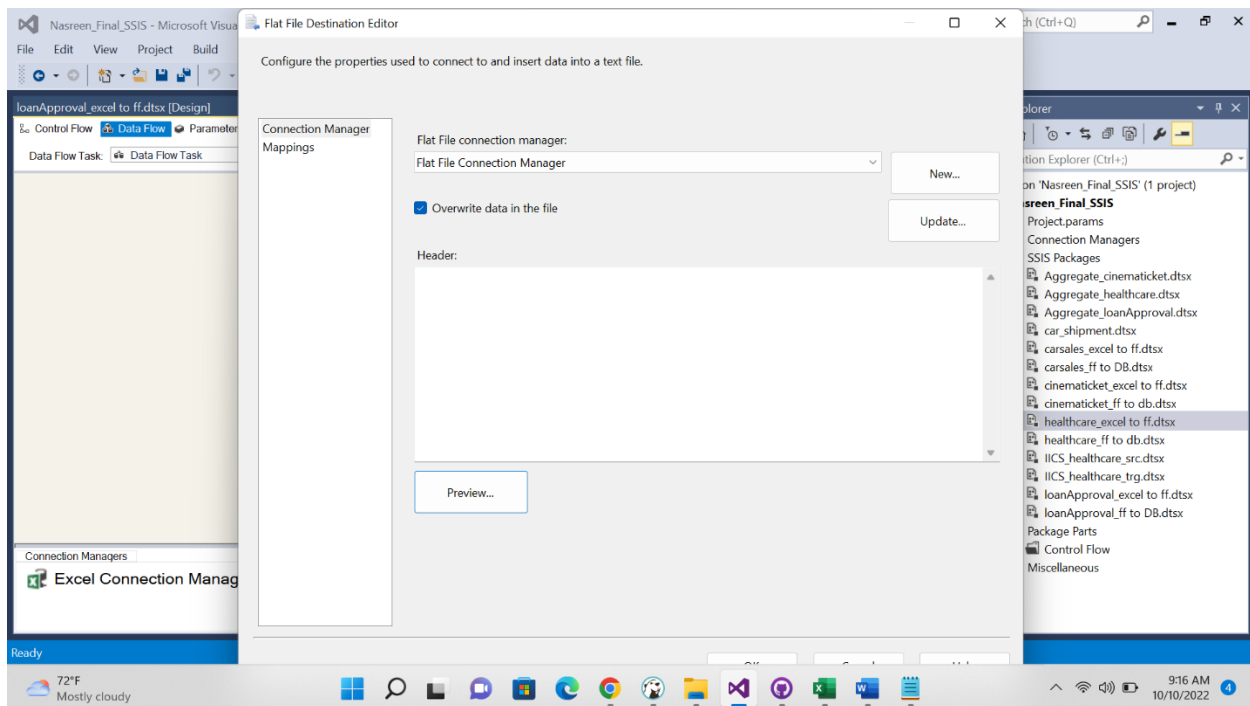 Nasreen_Final_SSIS - Microsoft Visua
Flat File Destination Editor
ch (Ctrl+Q)
File Edit View Project Build
Configure the properties used to connect to and insert data into a text file.
loanApproval_excel to ff.dtsx [Design]
Control Flow Data Flow Parameter
Data Flow Task: Data Flow Task
Connection Manager
Mappings
Flat File connection manager:
Flat File Connection Manager
New...
Overwrite data in the file
Update...
Header:
Preview...
plorer
tion Explorer (Ctrl+;)
on 'Nasreen_Final_SSIS' (1 project)
asreen_Final_SSIS
Project.params
Connection Managers
SSIS Packages
Aggregate_cinematicket.dtsx
Aggregate_healthcare.dtsx
Aggregate_loanApproval.dtsx
car_shipment.dtsx
carsales_excel to ff.dtsx
carsales_ff to DB.dtsx
cinematicket_excel to ff.dtsx
cinematicket_ff to db.dtsx
healthcare_excel to ff.dtsx
healthcare_ff to db.dtsx
IICS_healthcare_src.dtsx
IICS_healthcare_trg.dtsx
loanApproval_excel to ff.dtsx
loanApproval_ff to DB.dtsx
Package Parts
Control Flow
Miscellaneous
Connection Managers
Excel Connection Manag
Ready
72°F
Mostly cloudy
9:16 AM
10/10/2022
4